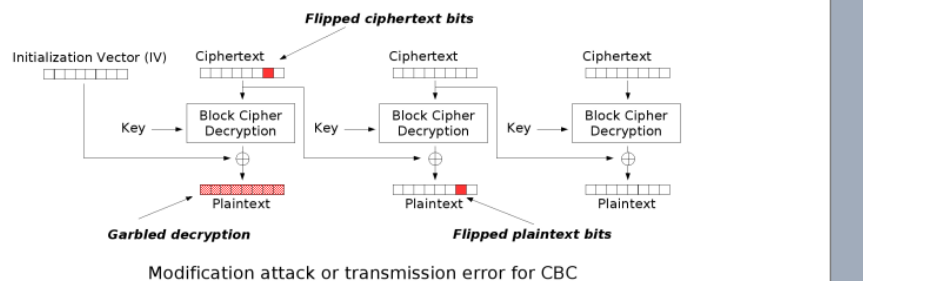 Flipped ciphertext bits
Initialization Vector (IV)
Ciphertext
Ciphertext
Ciphertext
Key
Block Cipher
Decryption
Key
Block Cipher
Decryption
Key
Block Cipher
Decryption
Plaintext
Plaintext
Plaintext
Garbled decryption
Flipped plaintext bits
Modification attack or transmission error for CBC